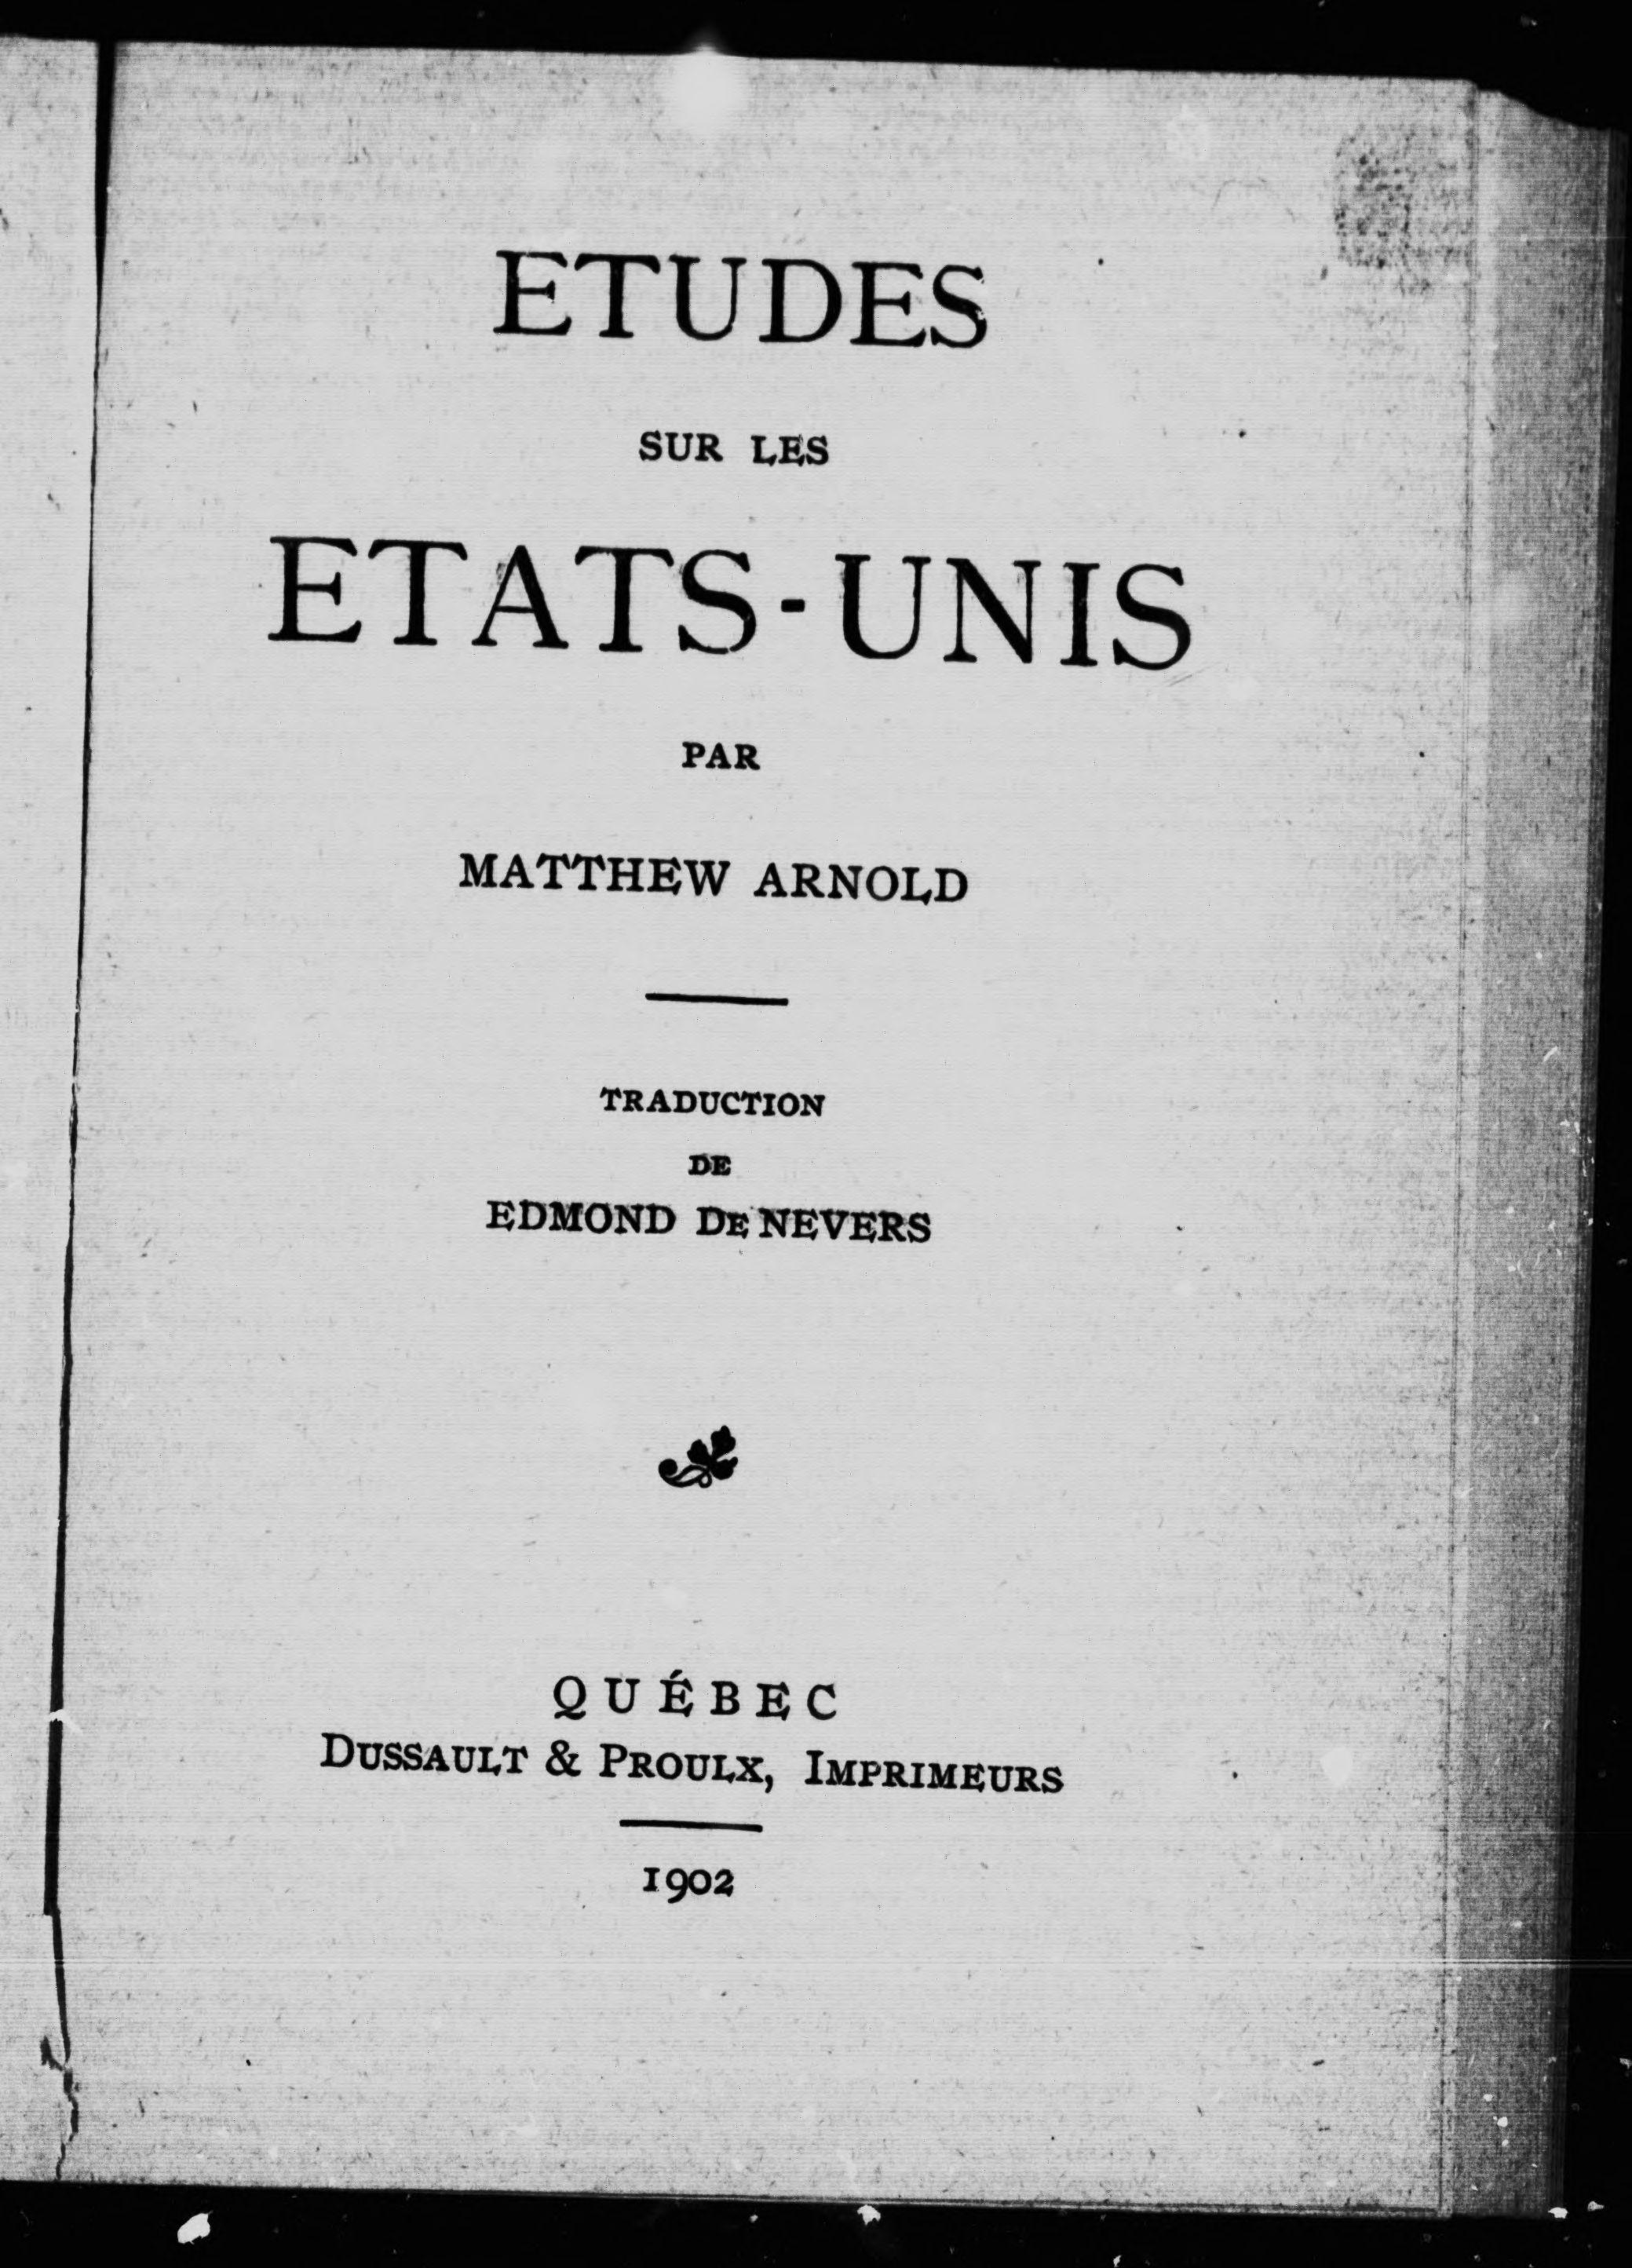 ETUDES
SUR LES
ETATS-UNIS
PAR
MATTHEW ARNOLD
TRADUCTION
DE
EDMOND DE NEVERS
QUÉBEC
DUSSAULT & PROULX, IMPRIMEURS
1902